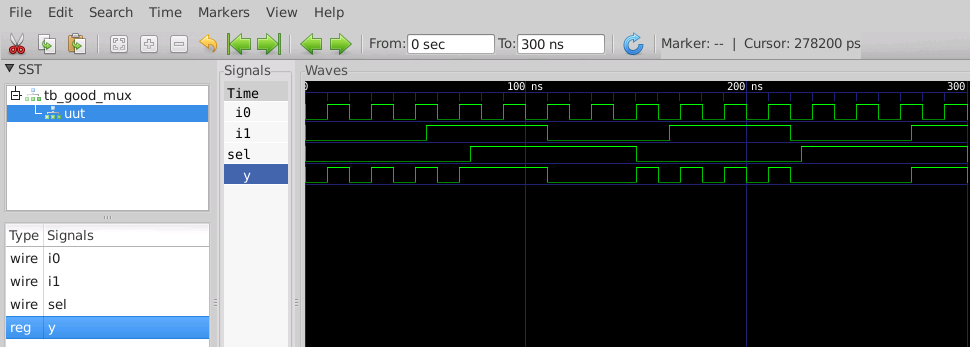 File Edit Search Time Markers View Help
From: 0 sec To: 300 ns Marker: -- | Cursor: 278200 ps
SST
tb_good_mux
uut
Type Signals
wire i0
wire i1
wire sel
reg y
Signals
Time
i0
i1
sel
y
Waves
0 100 ns 200 ns 300